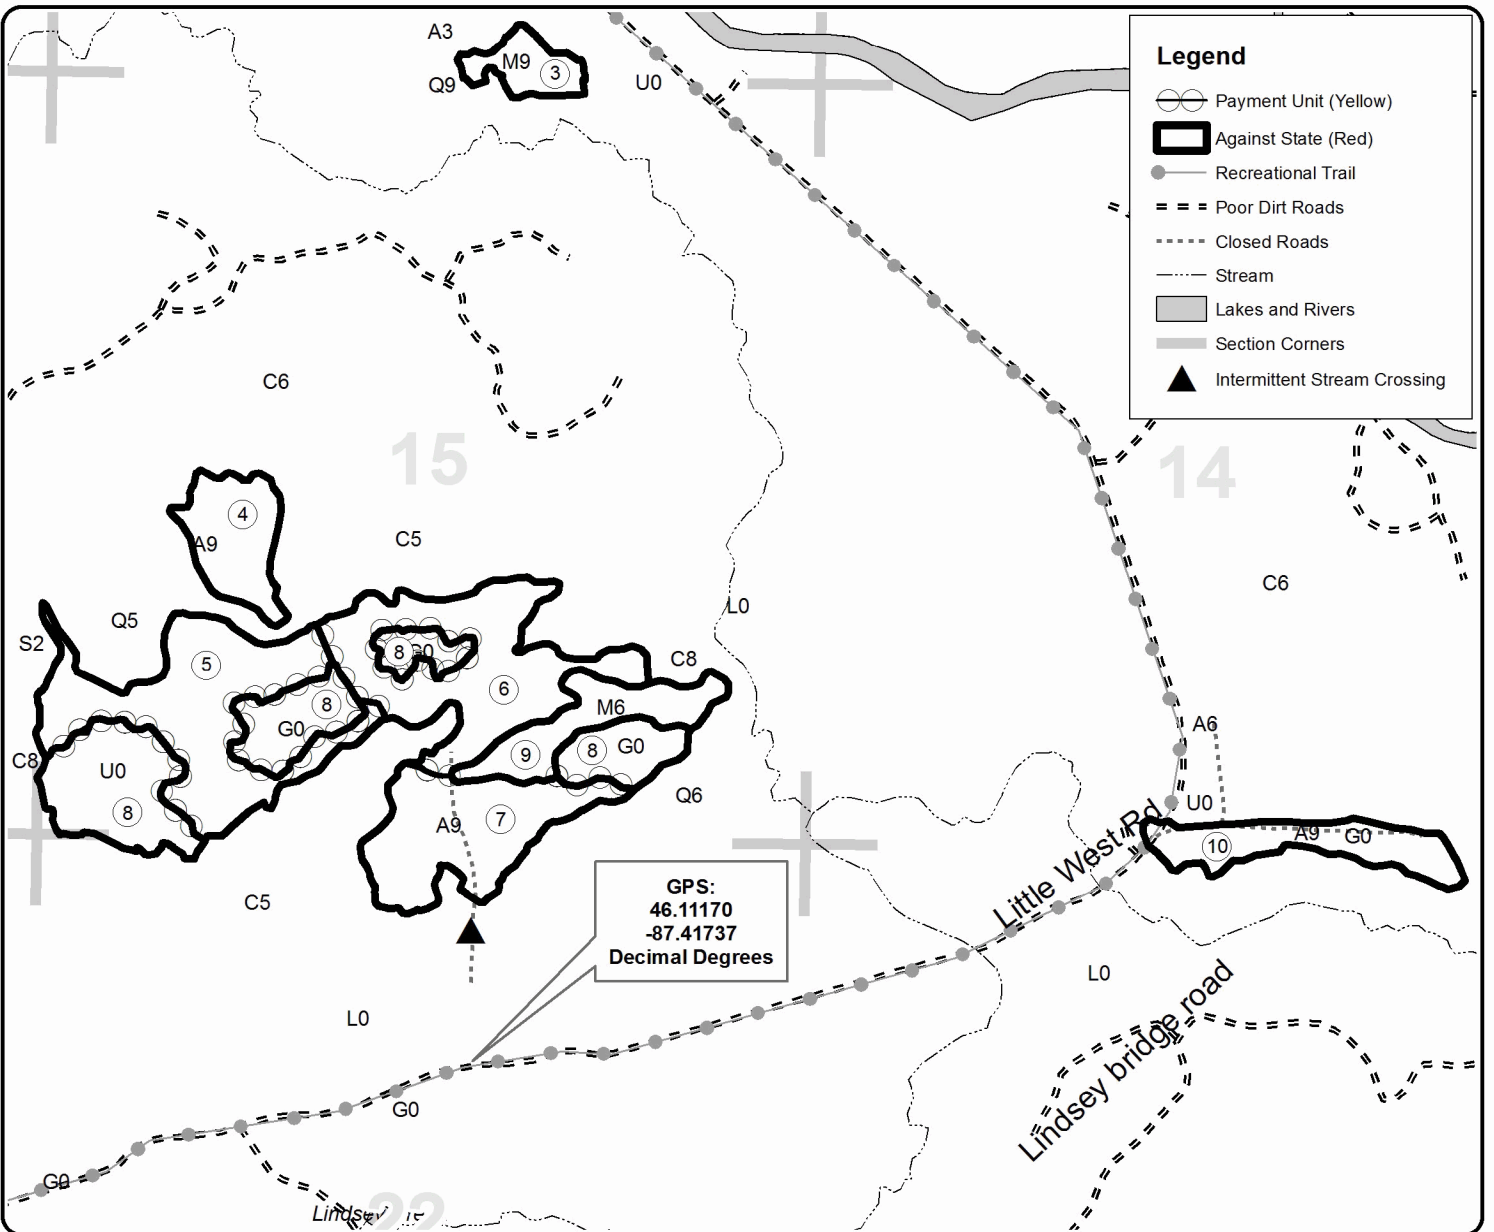 A3
M9
3
Q9
U0
Legend
Payment Unit (Yellow)
Against State (Red)
Recreational Trail
Poor Dirt Roads
Closed Roads
Stream
Lakes and Rivers
Section Corners
Intermittent Stream Crossing
C6
15
14
4
A9
C5
C6
L0
Q5
S2
5
8
G0
C8
6
8
G0
M6
A6
C8
U0
9
8
G0
8
Q6
U0
A9
7
Little West Rd
10
A9
G0
C5
GPS:
46.11170
-87.41737
Decimal Degrees
L0
L0
Lindsey bridge road
G0
G0
22